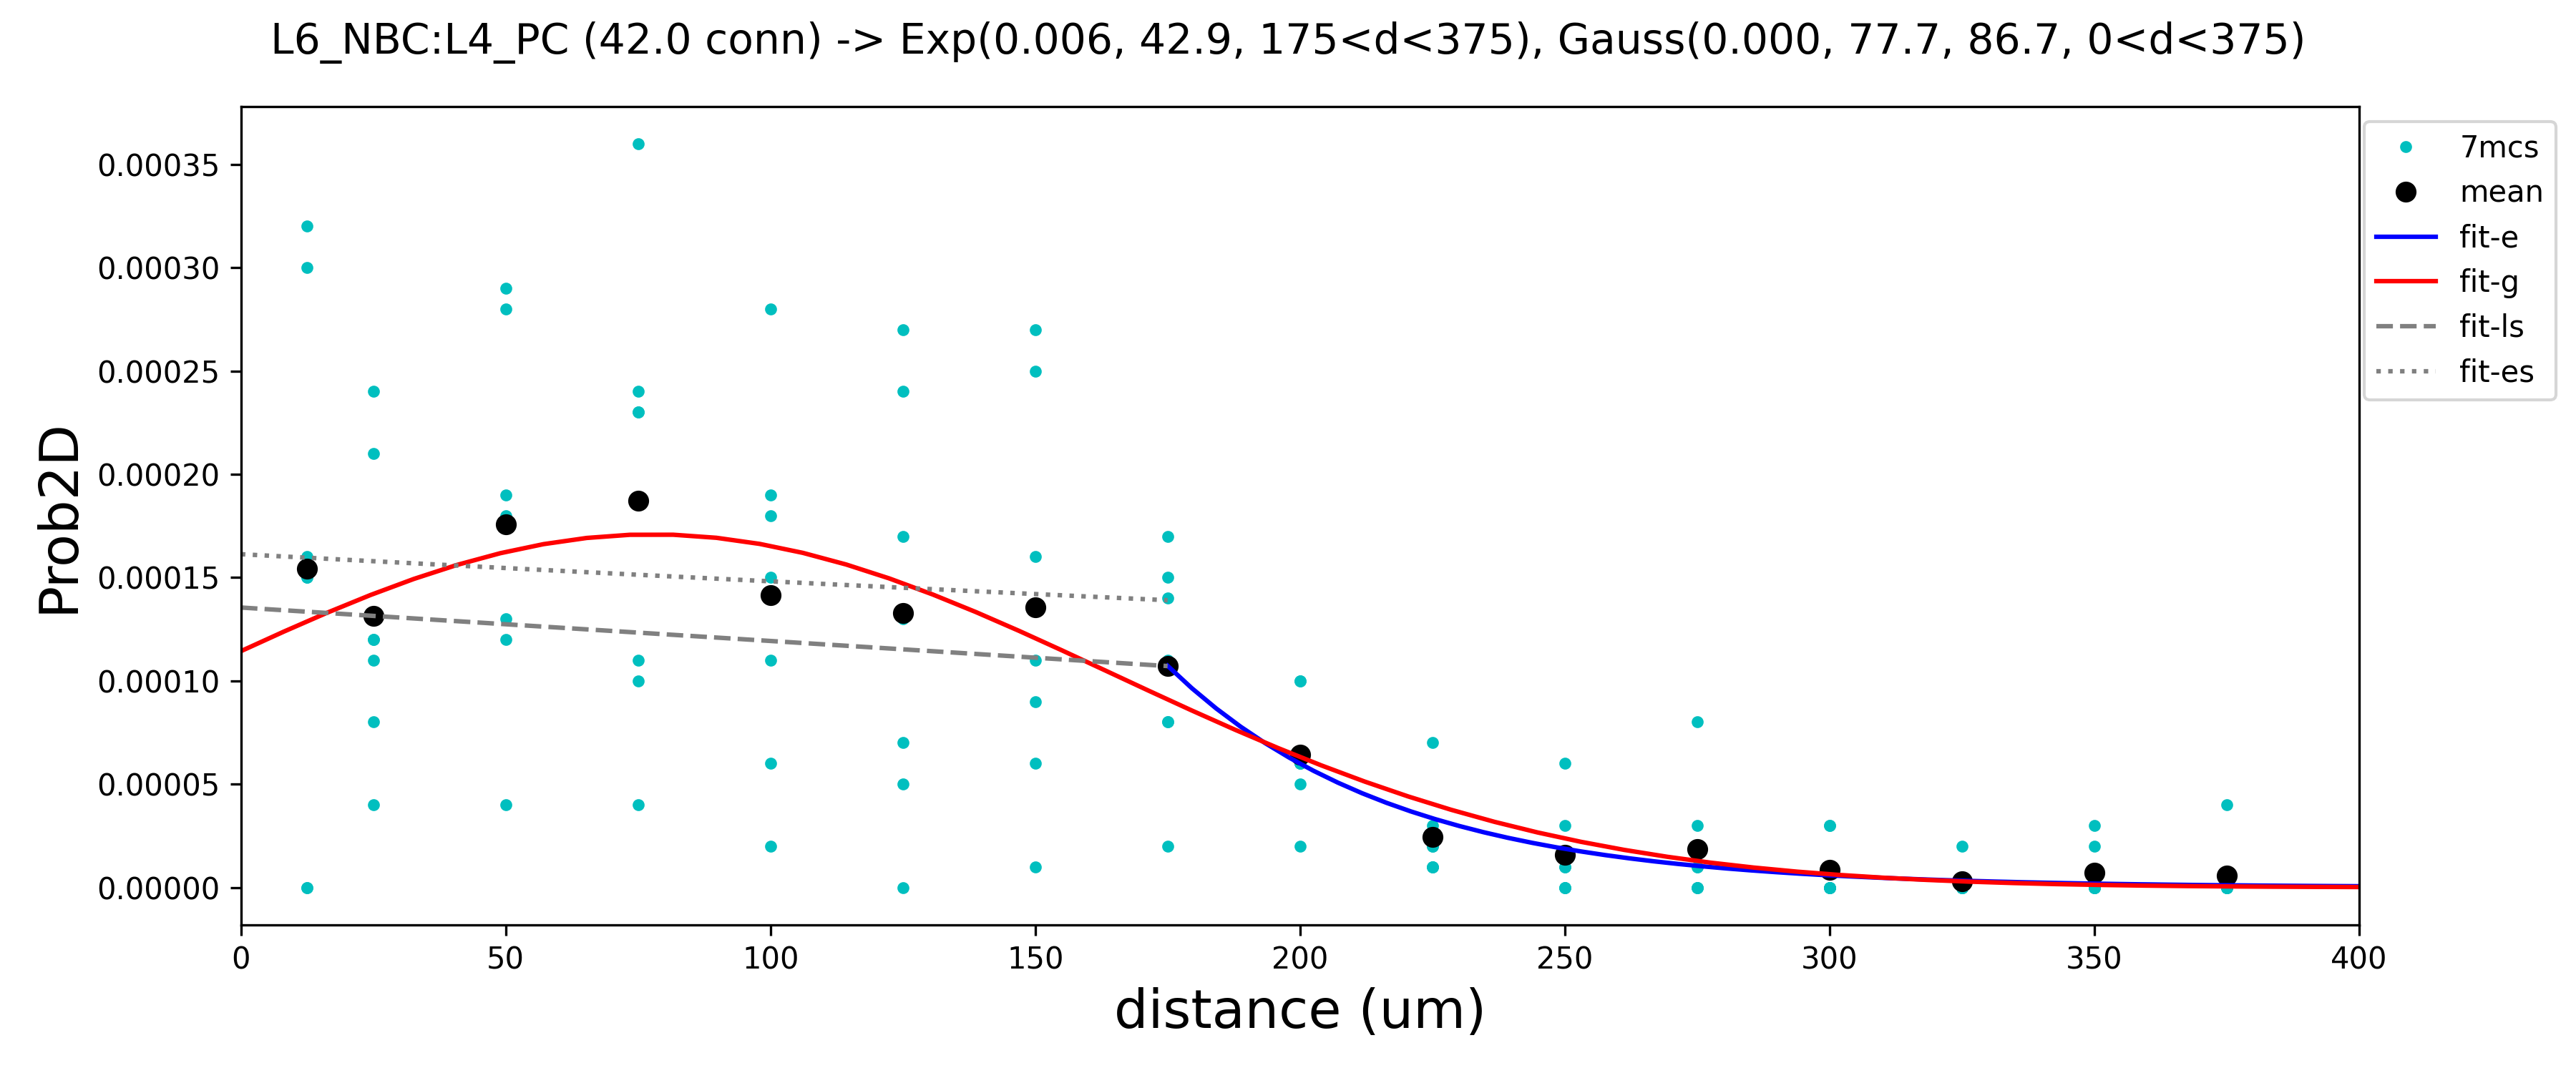 L6_NBC:L4_PC (42.0 conn) -> Exp(0.006, 42.9, 175<d<375), Gauss(0.000, 77.7, 86.7, 0<d<375)
7mcs
mean
fit-e
fit-g
fit-ls
fit-es
Prob2D
0.00035
0.00030
0.00025
0.00020
0.00015
0.00010
0.00005
0.00000
0 50 100 150 200 250 300 350 400
distance (um)